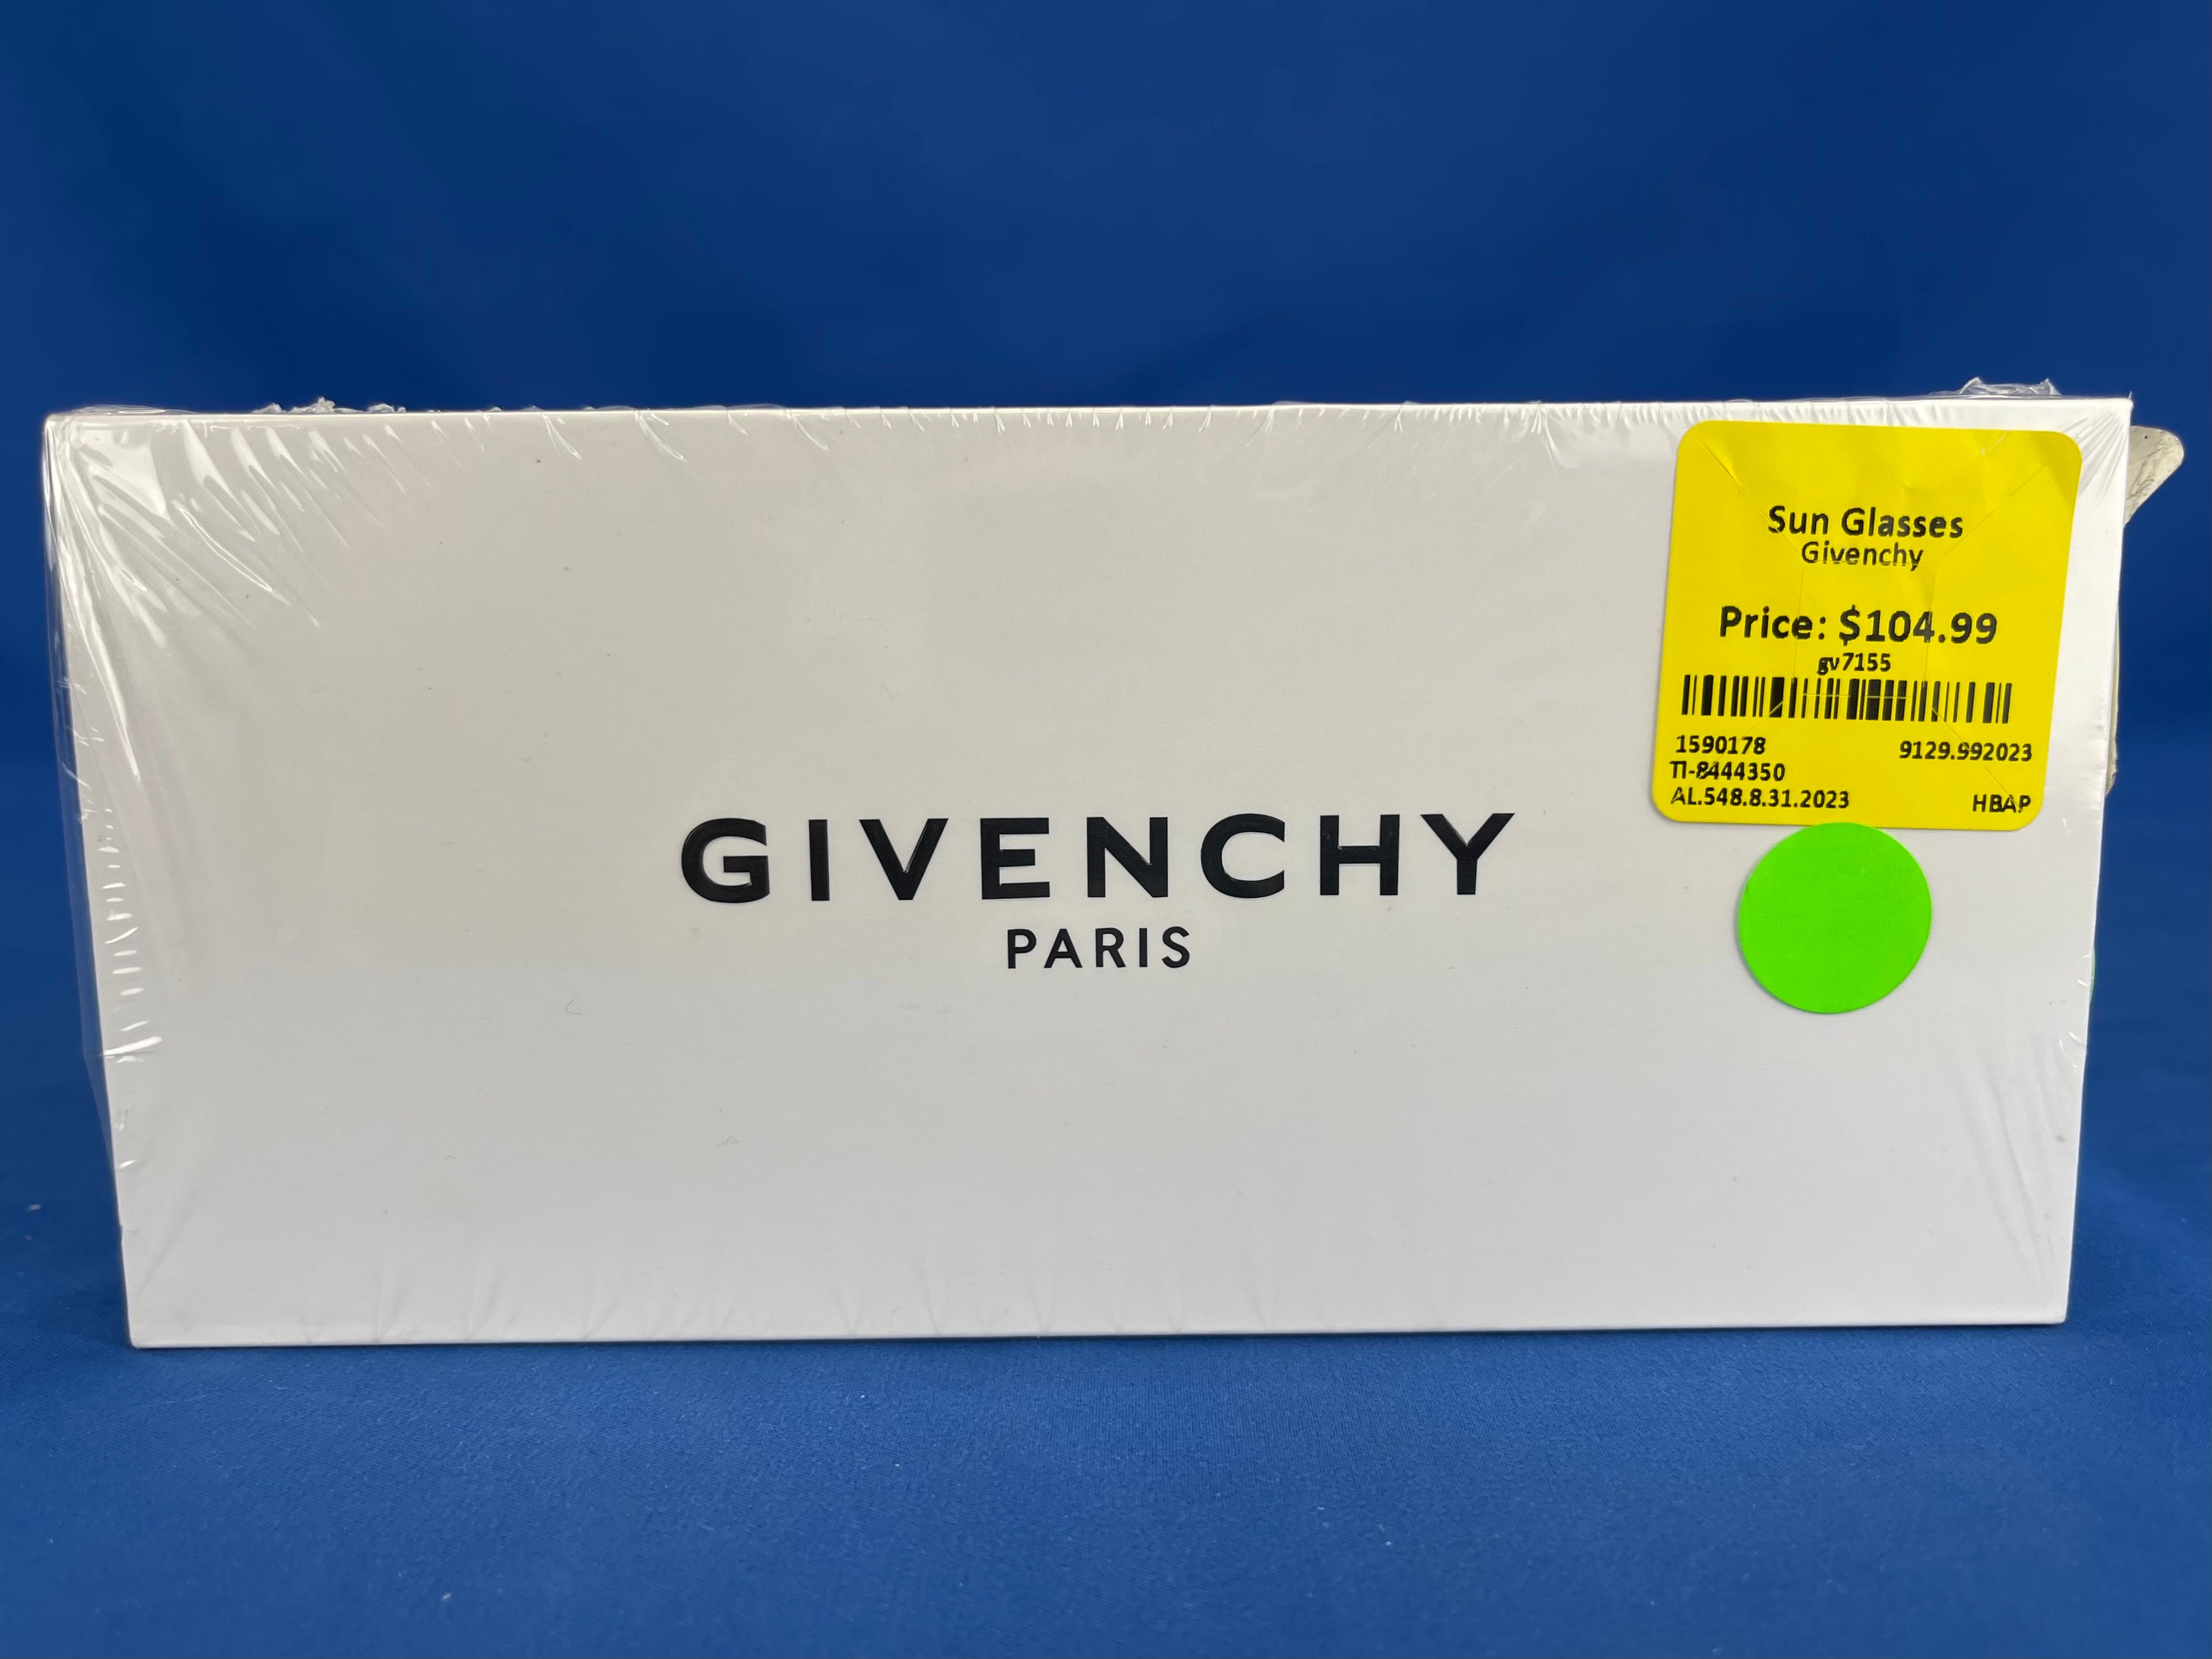 GIVENCHY
PARIS
Sun Glasses
Givenchy
Price: $104.99
gv7155
1590178
9129.992023
TI-8444350
AL.548.8.31.2023
HBAP